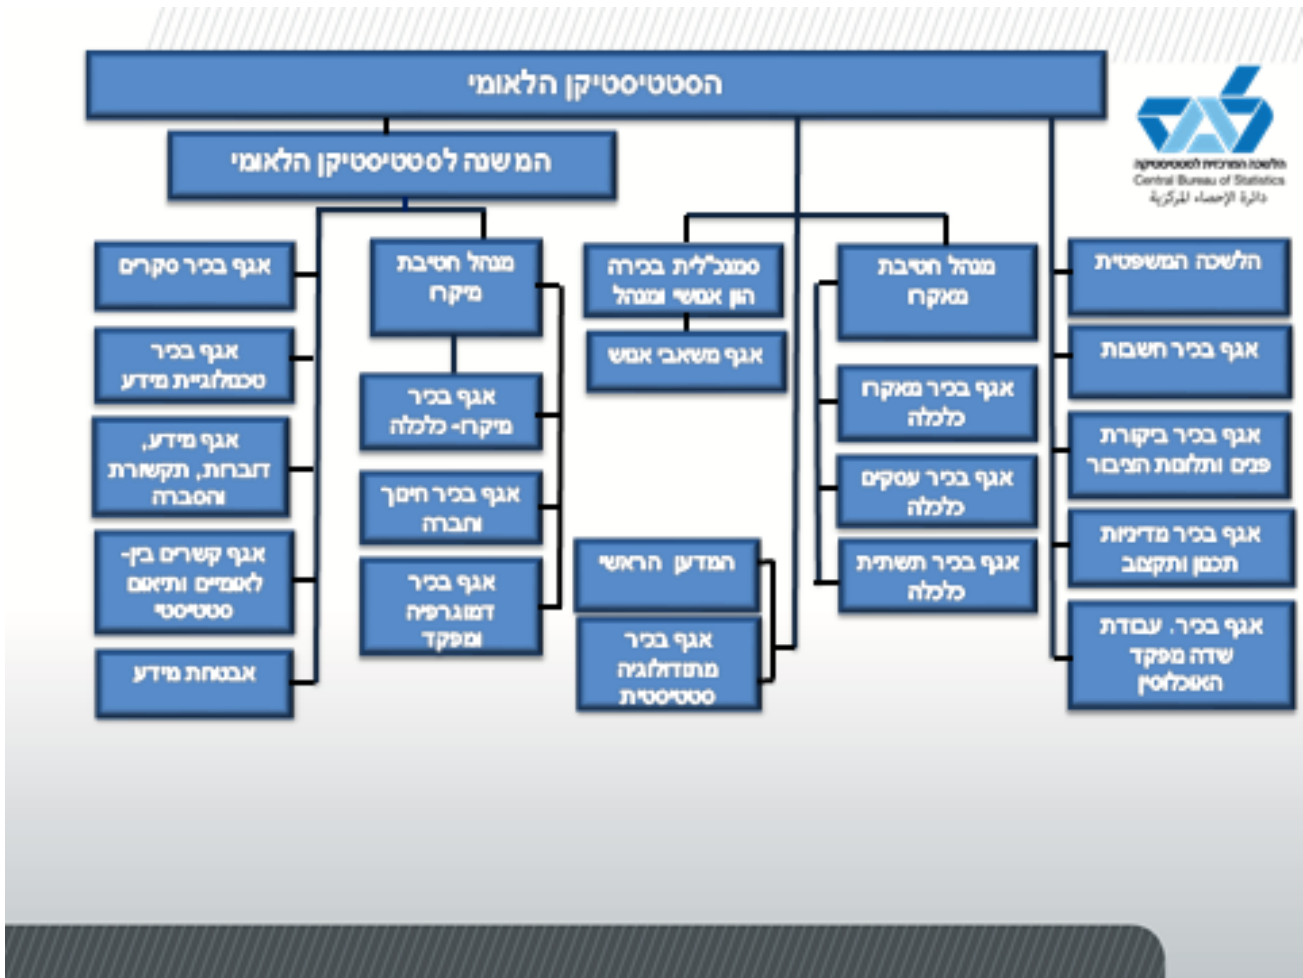 הסטטיסטיקן הלאומי
הלשכה המרכזית לסטטיסטיקה
Central Bureau of Statistics
دائرة الإحصاء المركزية
המשנה לסטטיסטיקן הלאומי
הלשכה המשפטית
אגף בכיר חשבות
אגף בכיר ביקורת
פנים ותלונות הציבור
אגף בכיר מדיניות
תכנון ותקצוב
אגף בכיר. עבודת
שדה מפקד
האוכלוסין
מנהל חטיבת
מאקרו
אגף בכיר מאקרו
כלכלה
אגף בכיר עסקים
כלכלה
אגף בכיר תשתית
כלכלה
סמנכ"לית בכירה
הון אנושי ומנהל
אגף משאבי אנוש
המדען הראשי
אגף בכיר
מתודולוגיה
סטטיסטית
מנהל חטיבת
מיקרו
אגף בכיר
מיקרו- כלכלה
אגף בכיר חינוך
וחברה
אגף בכיר
דמוגרפיה
ומפקד
אגף בכיר סקרים
אגף בכיר
טכנולוגיית מידע
אגף מידע,
דוברות, תקשורת
והסברה
אגף קשרים בין-
לאומיים ותיאום
סטטיסטי
אבטחת מידע